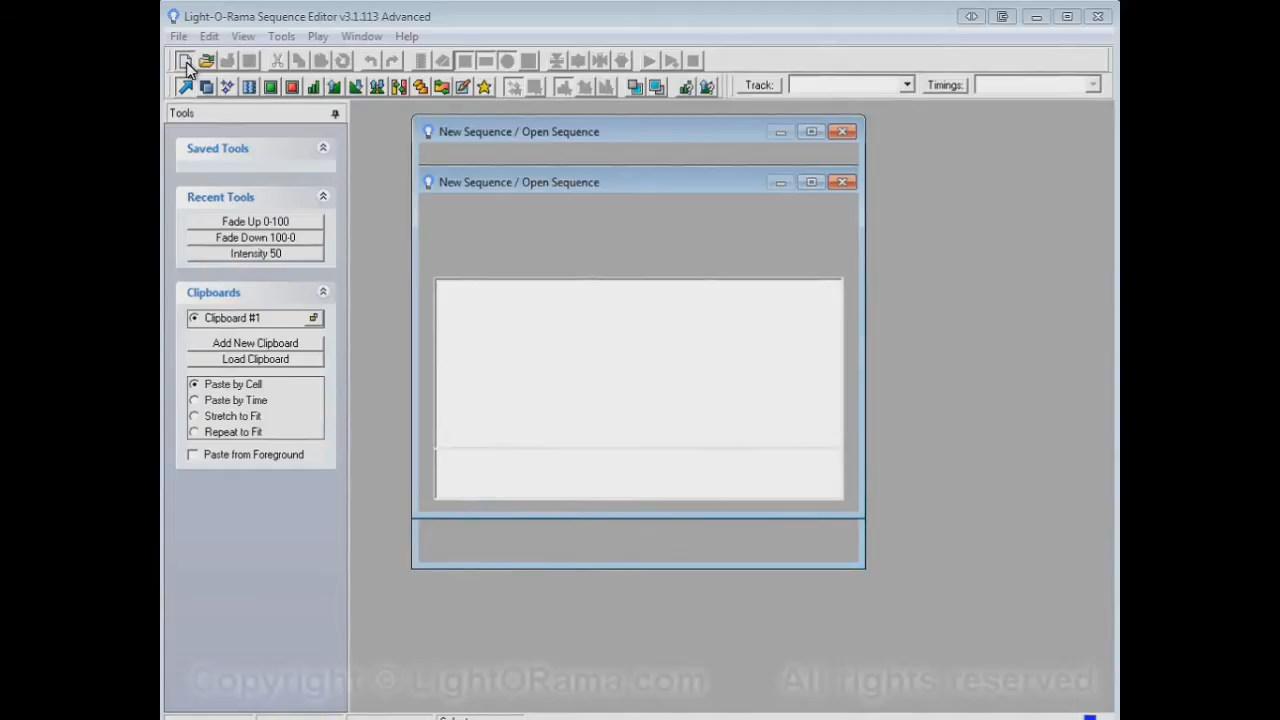 Light-O-Rama Sequence Editor v3.1.113 Advanced
File Edit View Tools Play Window Help
Track: Timings:
Tools
Saved Tools
Recent Tools
Fade Up 0-100
Fade Down 100-0
Intensity 50
Clipboards
Clipboard #1
Add New Clipboard
Load Clipboard
Paste by Cell
Paste by Time
Stretch to Fit
Repeat to Fit
Paste from Foreground
New Sequence / Open Sequence
New Sequence / Open Sequence
Copyright © LightORama.com All rights reserved